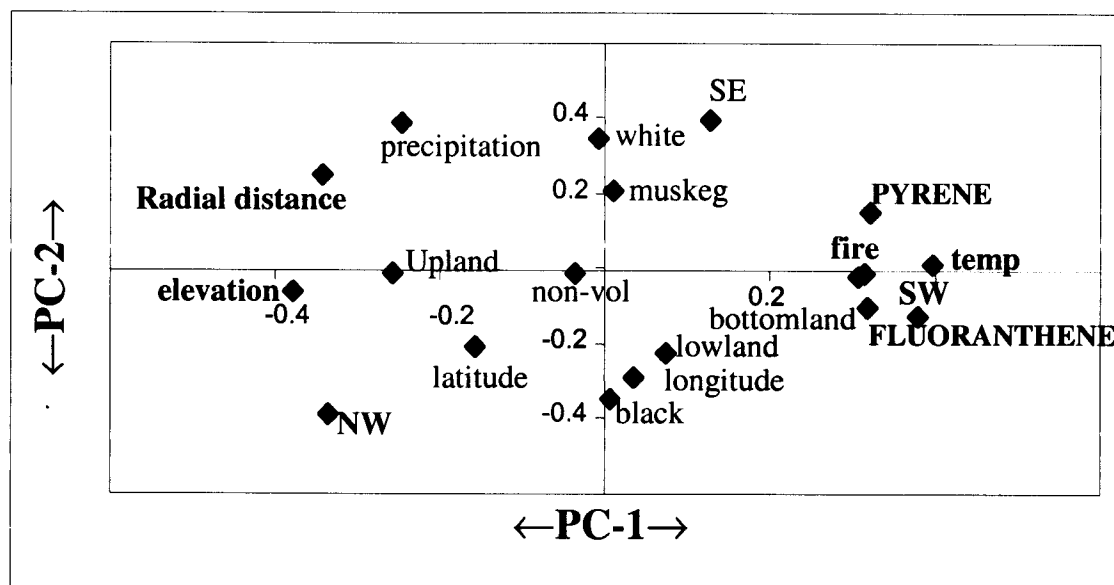 SE
0.4
white
precipitation
0.2
muskeg
Radial distance
PYRENE
fire
temp
Upland
non-vol
elevation
-0.4
-0.2
0.2
SW
bottomland
FLUORANTHENE
-0.2
lowland
latitude
longitude
-0.4
black
NW
←PC-2→
←PC-1→